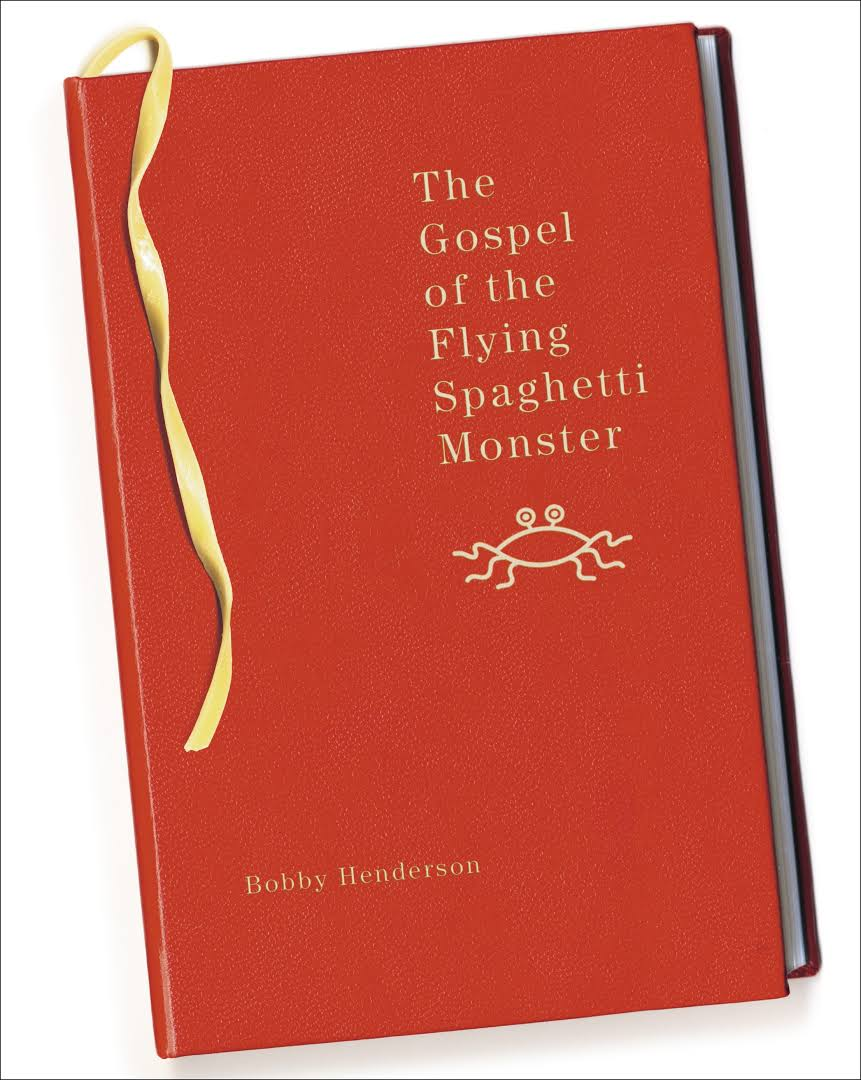 The
Gospel
of the
Flying
Spaghetti
Monster
Bobby Henderson